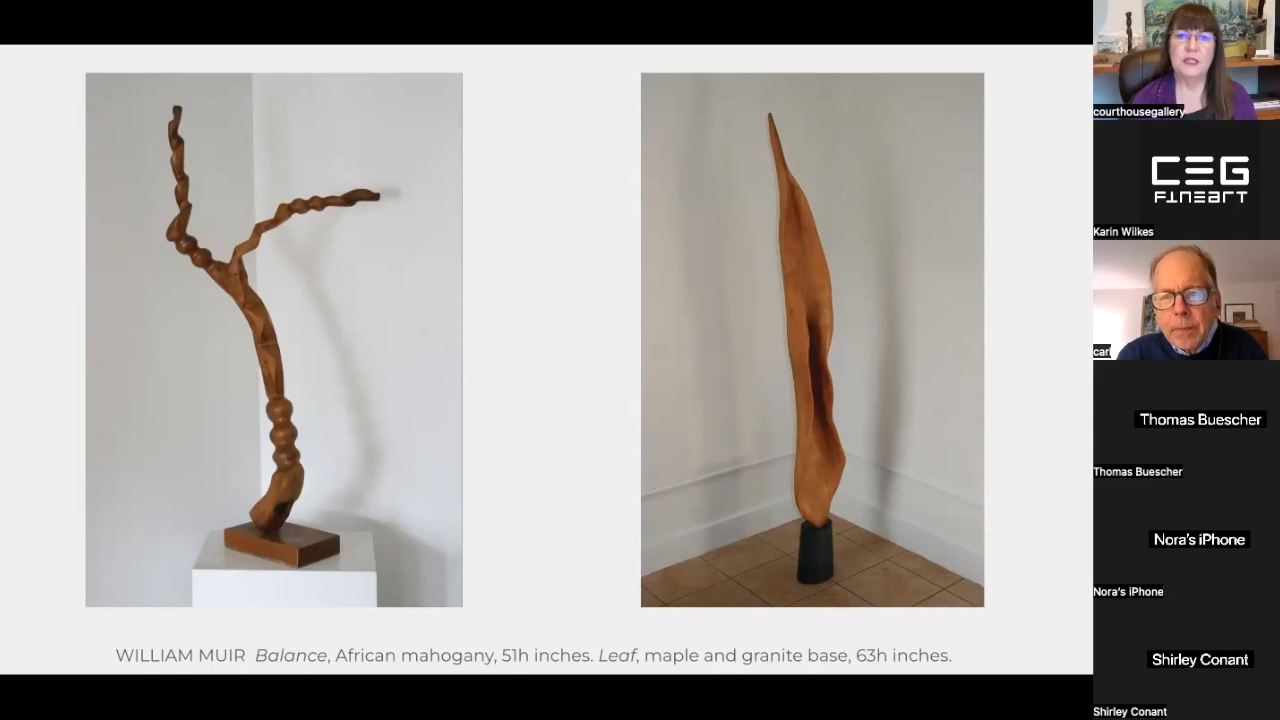 WILLIAM MUIR Balance, African mahogany, 51h inches. Leaf, maple and granite base, 63h inches.
courthousegallery
CEG
FINEART
Karin Wilkes
carl
Thomas Buescher
Thomas Buescher
Nora's iPhone
Nora's iPhone
Shirley Conant
Shirley Conant